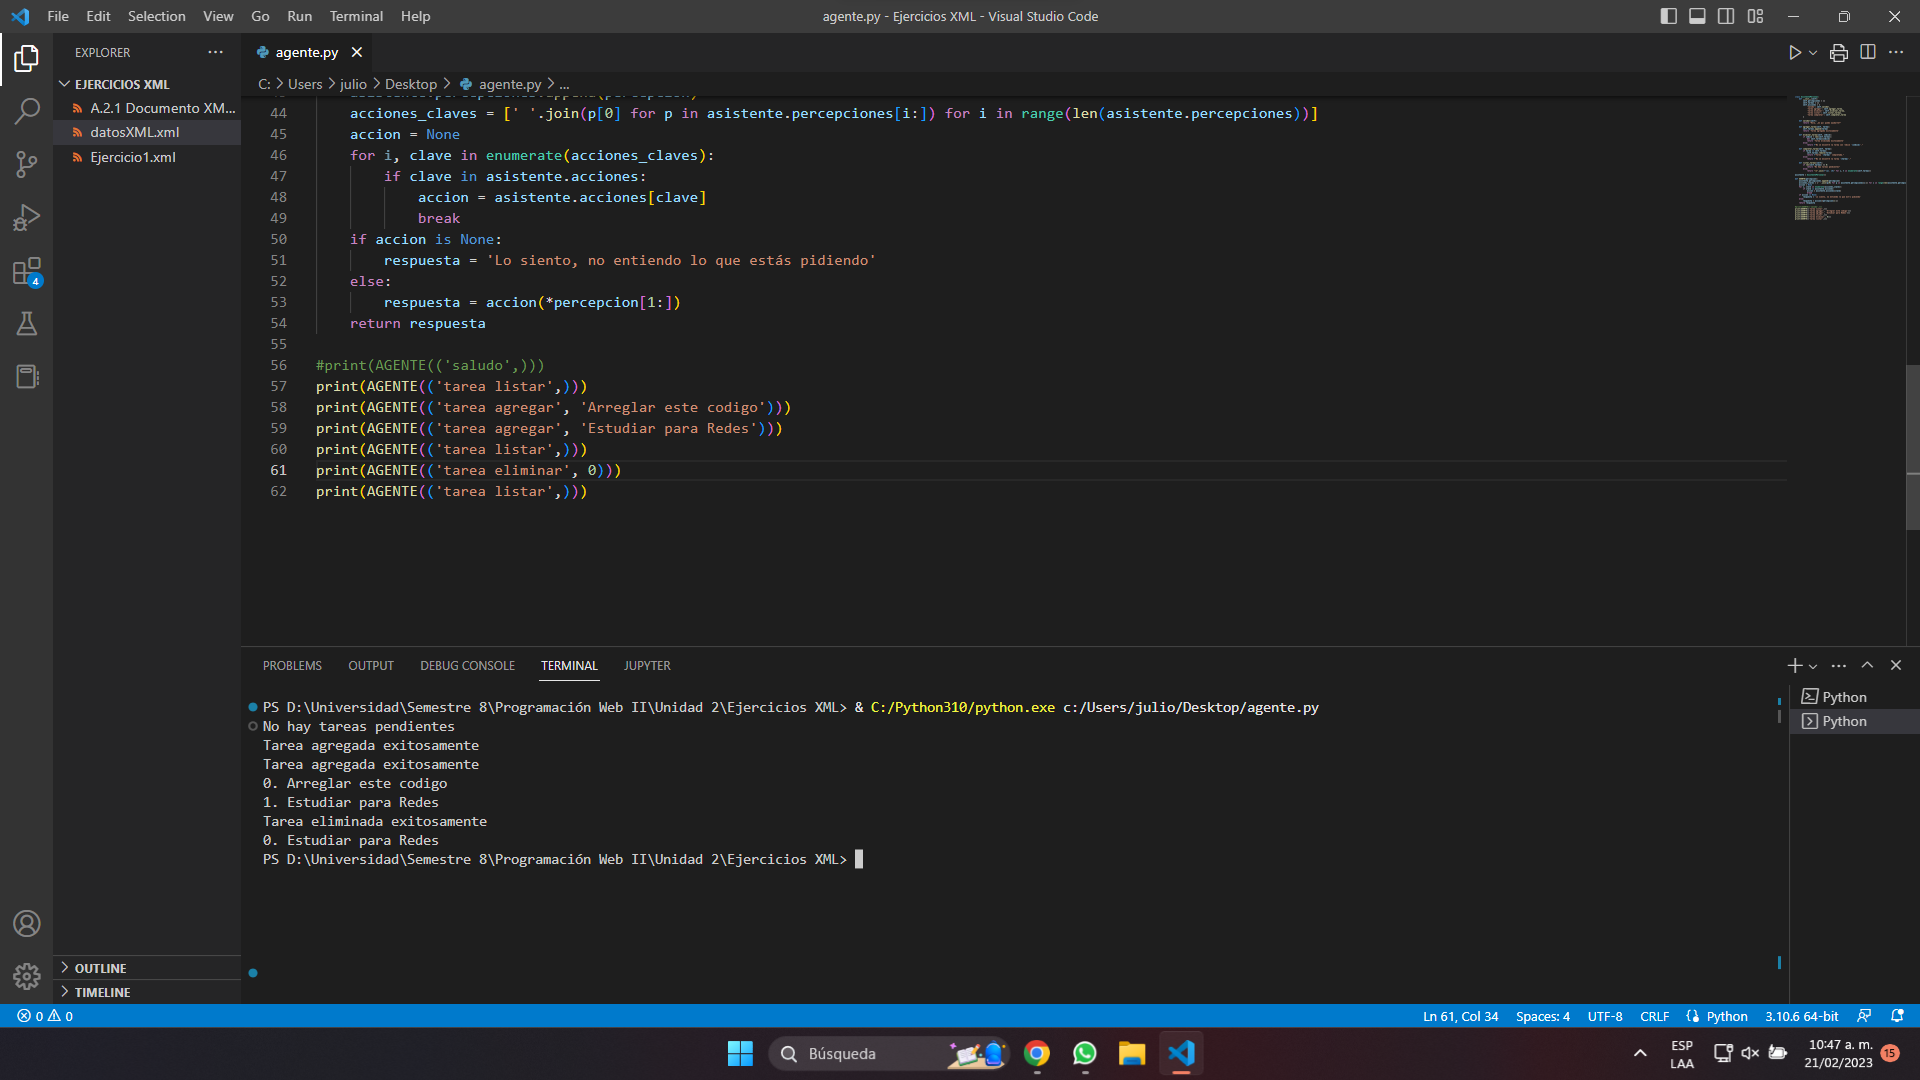 File Edit Selection View Go Run Terminal Help
agente.py - Ejercicios XML - Visual Studio Code
EXPLORER
EJERCICIOS XML
A.2.1 Documento XM...
datosXML.xml
Ejercicio1.xml
4
OUTLINE
TIMELINE
agente.py
C: > Users > julio > Desktop > agente.py > ...
44 acciones_claves = [' '.join(p[0] for p in asistente.percepciones[i:]) for i in range(len(asistente.percepciones))]
45 accion = None
46 for i, clave in enumerate(acciones_claves):
47 if clave in asistente.acciones:
48 accion = asistente.acciones[clave]
49 break
50 if accion is None:
51 respuesta = 'Lo siento, no entiendo lo que estás pidiendo'
52 else:
53 respuesta = accion(*percepcion[1:])
54 return respuesta
55
56 #print(AGENTE(('saludo',)))
57 print(AGENTE(('tarea listar',)))
58 print(AGENTE(('tarea agregar', 'Arreglar este codigo')))
59 print(AGENTE(('tarea agregar', 'Estudiar para Redes')))
60 print(AGENTE(('tarea listar',)))
61 print(AGENTE(('tarea eliminar', 0)))
62 print(AGENTE(('tarea listar',)))
PROBLEMS OUTPUT DEBUG CONSOLE TERMINAL JUPYTER
PS D:\Universidad\Semestre 8\Programación Web II\Unidad 2\Ejercicios XML> & C:/Python310/python.exe c:/Users/julio/Desktop/agente.py
No hay tareas pendientes
Tarea agregada exitosamente
Tarea agregada exitosamente
0. Arreglar este codigo
1. Estudiar para Redes
Tarea eliminada exitosamente
0. Estudiar para Redes
PS D:\Universidad\Semestre 8\Programación Web II\Unidad 2\Ejercicios XML>
Python
Python
0 0
Ln 61, Col 34 Spaces: 4 UTF-8 CRLF Python 3.10.6 64-bit
Búsqueda
ESP
LAA
10:47 a. m.
21/02/2023
15